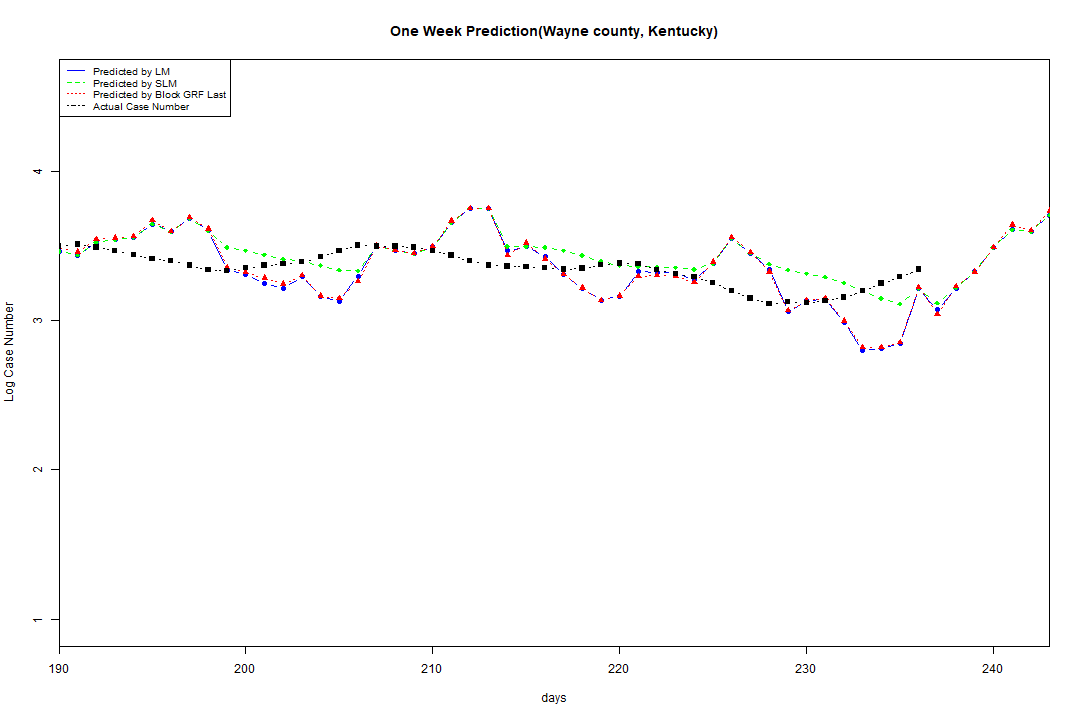 One Week Prediction(Wayne county, Kentucky)
Predicted by LM
Predicted by SLM
Predicted by Block GRF Last
Actual Case Number
4
3
2
1
Log Case Number
190 200 210 220 230 240
days